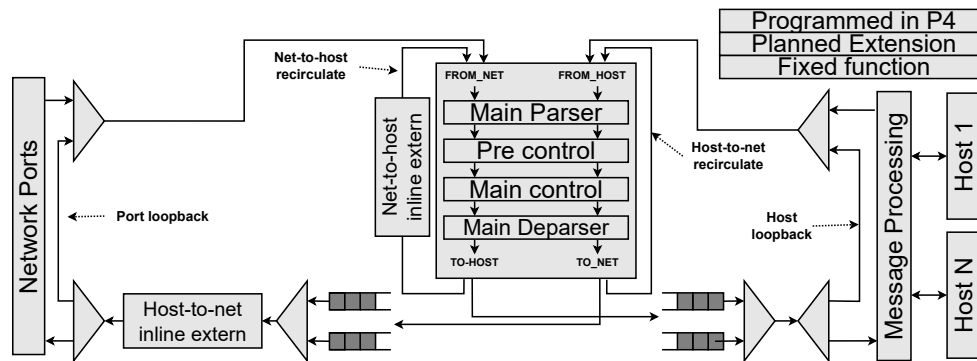 Programmed in P4
Planned Extension
Fixed function
Net-to-host
recirculate
FROM_NET
FROM_HOST
Main Parser
Pre control
Main control
Main Deparser
TO-HOST
TO_NET
Net-to-host
inline extern
Host-to-net
recirculate
Network Ports
Port loopback
Host-to-net
inline extern
Host
loopback
Message Processing
Host 1
Host N